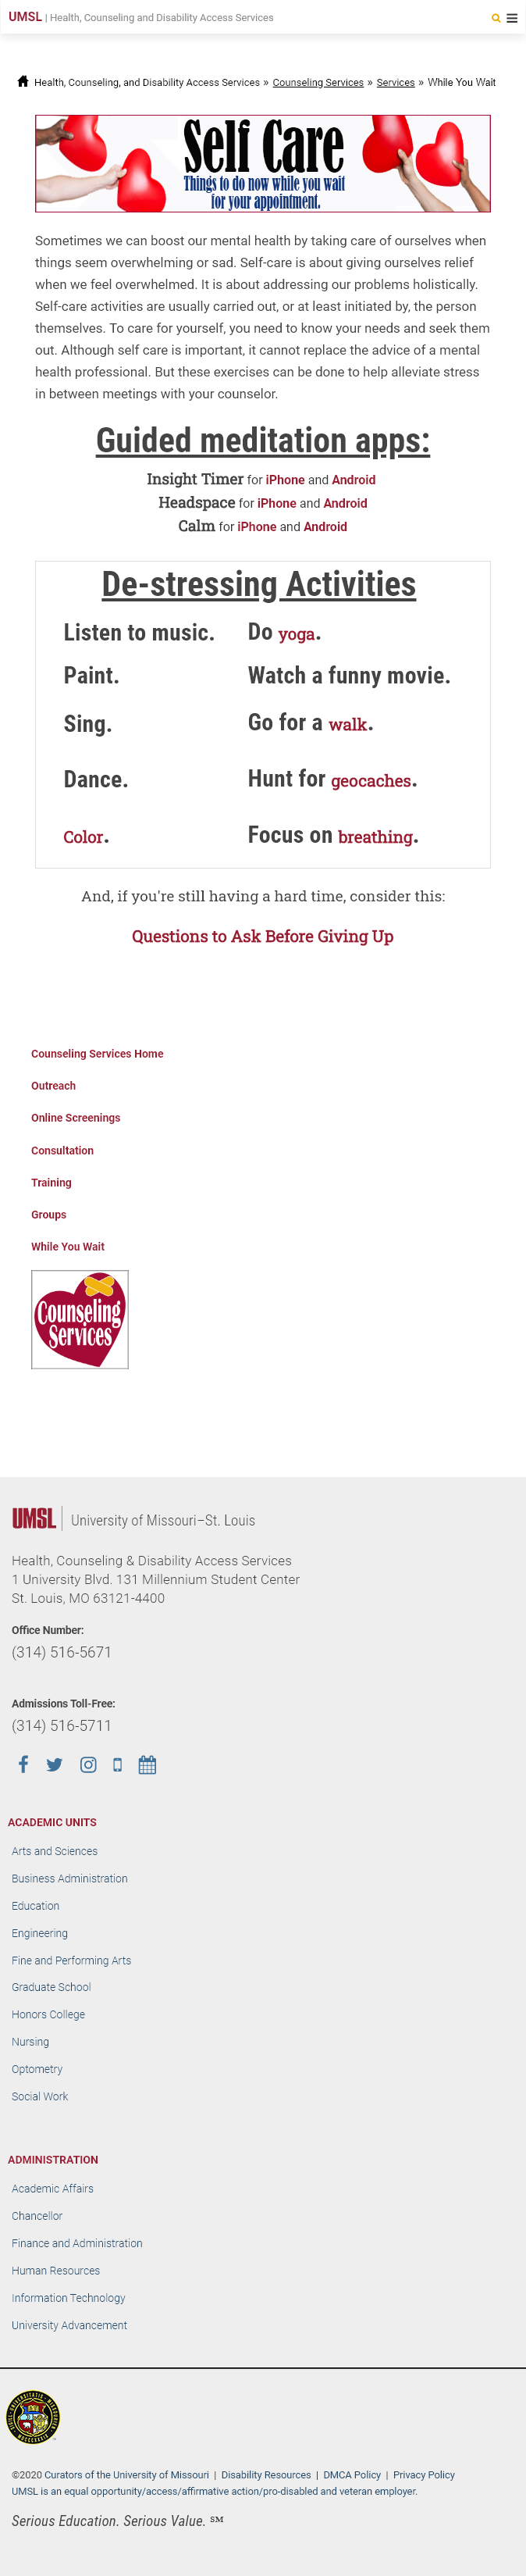 UMSL | Health, Counseling and Disability Access Services
Health, Counseling, and Disability Access Services » Counseling Services » Services » While You Wait
Self Care
Things to do now while you wait
for your appointment.
Sometimes we can boost our mental health by taking care of ourselves when
things seem overwhelming or sad. Self-care is about giving ourselves relief
when we feel overwhelmed. It is about addressing our problems holistically.
Self-care activities are usually carried out, or at least initiated by, the person
themselves. To care for yourself, you need to know your needs and seek them
out. Although self care is important, it cannot replace the advice of a mental
health professional. But these exercises can be done to help alleviate stress
in between meetings with your counselor.
Guided meditation apps:
Insight Timer for iPhone and Android
Headspace for iPhone and Android
Calm for iPhone and Android
De-stressing Activities
Listen to music. Do yoga.
Paint. Watch a funny movie.
Sing. Go for a walk.
Dance. Hunt for geocaches.
Color. Focus on breathing.
And, if you're still having a hard time, consider this:
Questions to Ask Before Giving Up
Counseling Services Home
Outreach
Online Screenings
Consultation
Training
Groups
While You Wait
Counseling
Services
UMSL University of Missouri–St. Louis
Health, Counseling & Disability Access Services
1 University Blvd. 131 Millennium Student Center
St. Louis, MO 63121-4400
Office Number:
(314) 516-5671
Admissions Toll-Free:
(314) 516-5711
ACADEMIC UNITS
Arts and Sciences
Business Administration
Education
Engineering
Fine and Performing Arts
Graduate School
Honors College
Nursing
Optometry
Social Work
ADMINISTRATION
Academic Affairs
Chancellor
Finance and Administration
Human Resources
Information Technology
University Advancement
©2020 Curators of the University of Missouri | Disability Resources | DMCA Policy | Privacy Policy
UMSL is an equal opportunity/access/affirmative action/pro-disabled and veteran employer.
Serious Education. Serious Value. ℠